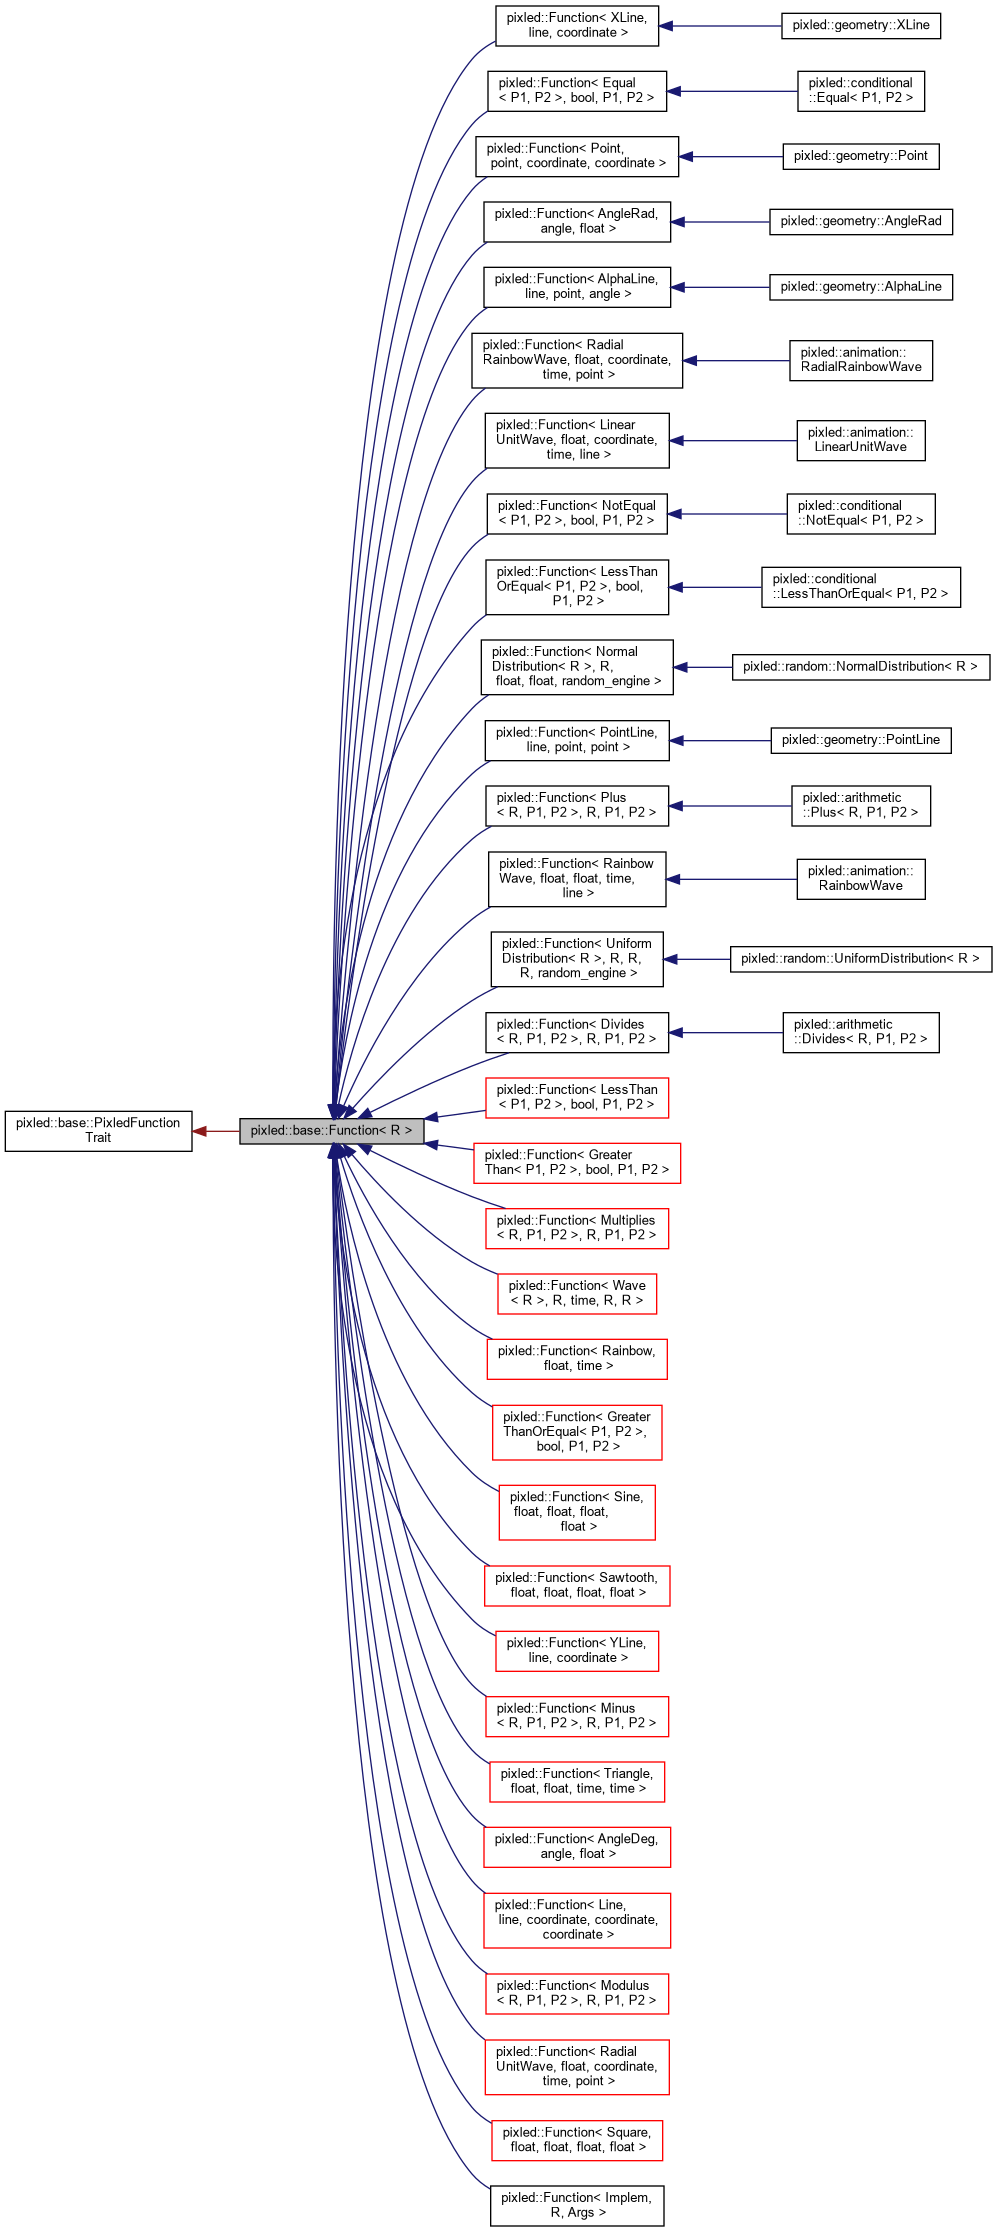 pixled::Function< XLine,
line, coordinate >
pixled::geometry::XLine
pixled::Function< Equal
< P1, P2 >, bool, P1, P2 >
pixled::conditional
::Equal< P1, P2 >
pixled::Function< Point,
point, coordinate, coordinate >
pixled::geometry::Point
pixled::Function< AngleRad,
angle, float >
pixled::geometry::AngleRad
pixled::Function< AlphaLine,
line, point, angle >
pixled::geometry::AlphaLine
pixled::Function< Radial
RainbowWave, float, coordinate,
time, point >
pixled::animation::
RadialRainbowWave
pixled::Function< Linear
UnitWave, float, coordinate,
time, line >
pixled::animation::
LinearUnitWave
pixled::Function< NotEqual
< P1, P2 >, bool, P1, P2 >
pixled::conditional
::NotEqual< P1, P2 >
pixled::Function< LessThan
OrEqual< P1, P2 >, bool,
P1, P2 >
pixled::conditional
::LessThanOrEqual< P1, P2 >
pixled::Function< Normal
Distribution< R >, R,
float, float, random_engine >
pixled::random::NormalDistribution< R >
pixled::Function< PointLine,
line, point, point >
pixled::geometry::PointLine
pixled::Function< Plus
< R, P1, P2 >, R, P1, P2 >
pixled::arithmetic
::Plus< R, P1, P2 >
pixled::Function< Rainbow
Wave, float, float, time,
line >
pixled::animation::
RainbowWave
pixled::Function< Uniform
Distribution< R >, R, R,
R, random_engine >
pixled::random::UniformDistribution< R >
pixled::Function< Divides
< R, P1, P2 >, R, P1, P2 >
pixled::arithmetic
::Divides< R, P1, P2 >
pixled::Function< LessThan
< P1, P2 >, bool, P1, P2 >
pixled::base::PixledFunction
Trait
pixled::base::Function< R >
pixled::Function< Greater
Than< P1, P2 >, bool, P1, P2 >
pixled::Function< Multiplies
< R, P1, P2 >, R, P1, P2 >
pixled::Function< Wave
< R >, R, time, R, R >
pixled::Function< Rainbow,
float, time >
pixled::Function< Greater
ThanOrEqual< P1, P2 >,
bool, P1, P2 >
pixled::Function< Sine,
float, float, float,
float >
pixled::Function< Sawtooth,
float, float, float, float >
pixled::Function< YLine,
line, coordinate >
pixled::Function< Minus
< R, P1, P2 >, R, P1, P2 >
pixled::Function< Triangle,
float, float, time, time >
pixled::Function< AngleDeg,
angle, float >
pixled::Function< Line,
line, coordinate, coordinate,
coordinate >
pixled::Function< Modulus
< R, P1, P2 >, R, P1, P2 >
pixled::Function< Radial
UnitWave, float, coordinate,
time, point >
pixled::Function< Square,
float, float, float, float >
pixled::Function< Implem,
R, Args >